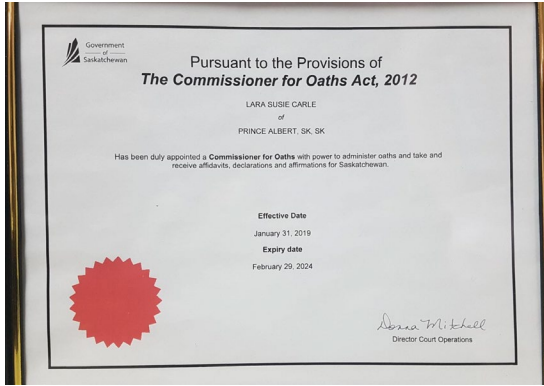 Government
of
Saskatchewan
Pursuant to the Provisions of
The Commissioner for Oaths Act, 2012
LARA SUSIE CARLE
of
PRINCE ALBERT, SK, SK
Has been duly appointed a Commissioner for Oaths with power to administer oaths and take and
receive affidavits, declarations and affirmations for Saskatchewan.
Effective Date
January 31, 2019
Expiry date
February 29, 2024
Donna Mitchell
Director Court Operations